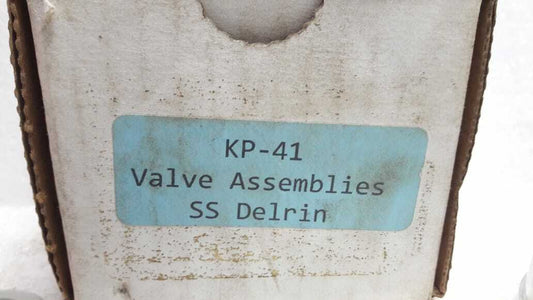 KP-41
Valve Assemblies
SS Delrin